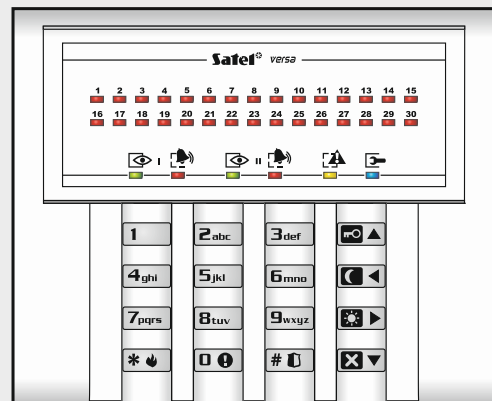 Satel versa
1 2 3 4 5 6 7 8 9 10 11 12 13 14 15
16 17 18 19 20 21 22 23 24 25 26 27 28 29 30
I II
1 2abc 3def
4ghi 5jkl 6mno
7pqrs 8tuv 9wxyz
* 0 #